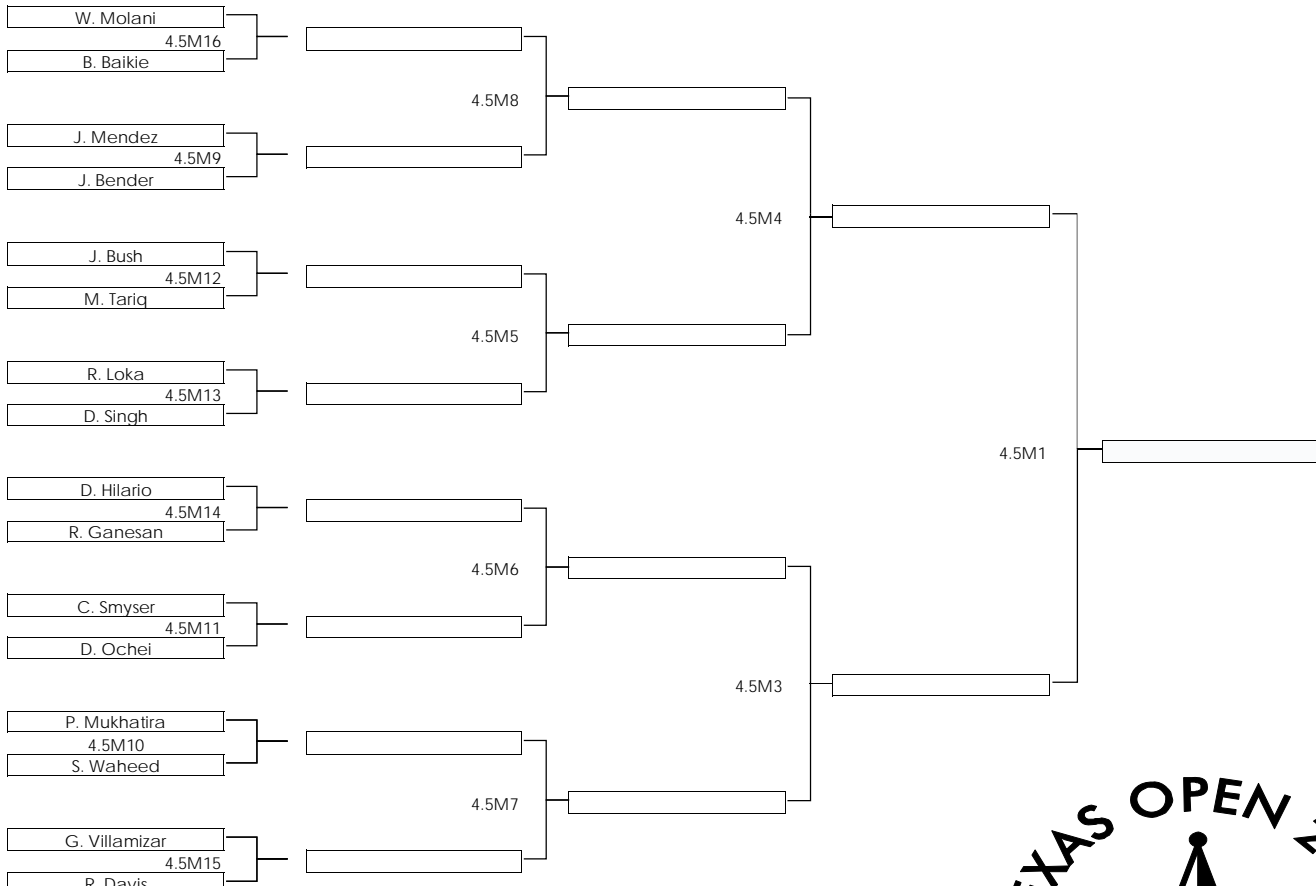 W. Molani
4.5M16
B. Baikie
4.5M8
J. Mendez
4.5M9
J. Bender
4.5M4
J. Bush
4.5M12
M. Tariq
4.5M5
R. Loka
4.5M13
D. Singh
4.5M1
D. Hilario
4.5M14
R. Ganesan
4.5M6
C. Smyser
4.5M11
D. Ochei
4.5M3
P. Mukhatira
4.5M10
S. Waheed
4.5M7
G. Villamizar
4.5M15
R. Davis
EXAS OPEN